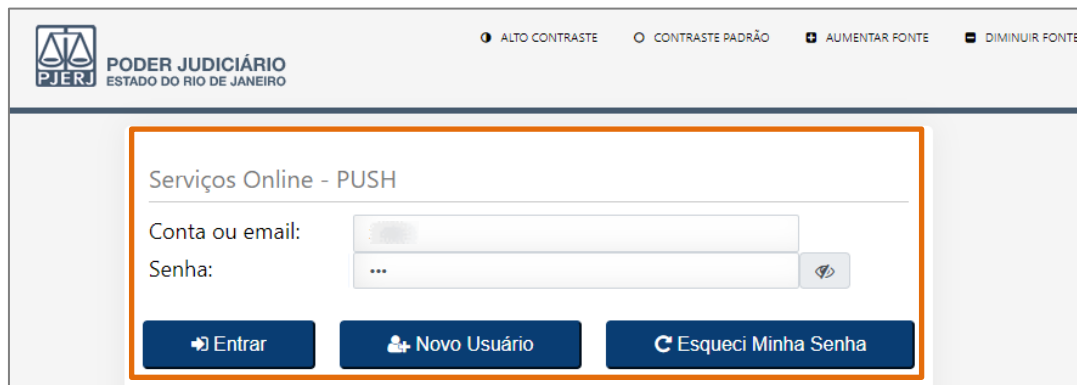 ALTO CONTRASTE CONTRASTE PADRÃO AUMENTAR FONTE DIMINUIR FONTE
PJERJ
PODER JUDICIÁRIO
ESTADO DO RIO DE JANEIRO
Serviços Online - PUSH
Conta ou email:
Senha: •••
Entrar Novo Usuário Esqueci Minha Senha